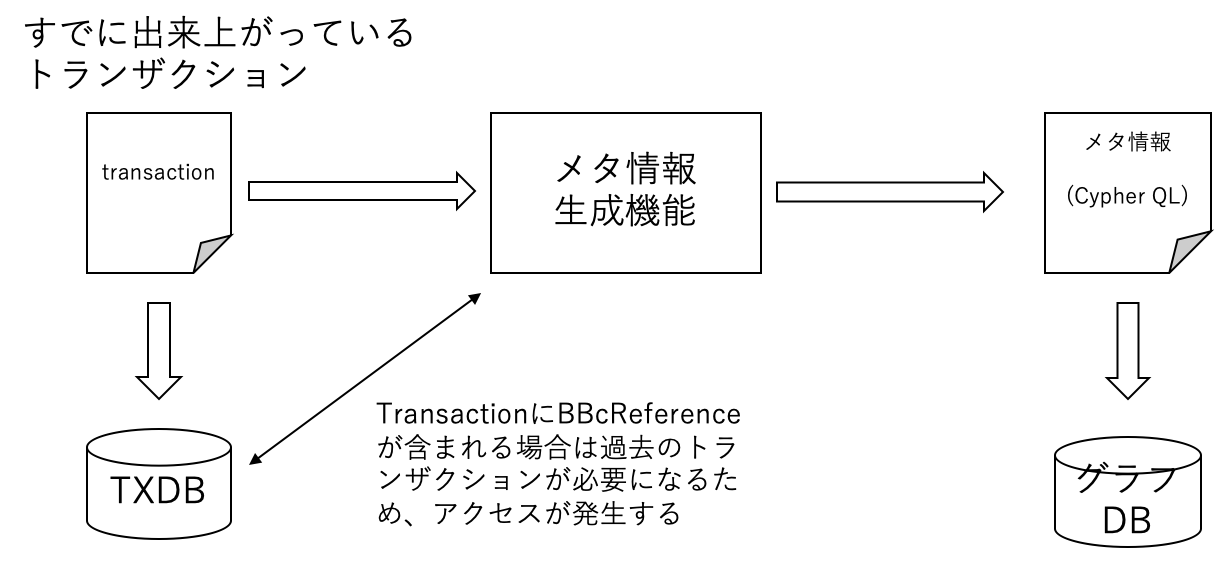 すでに出来上がっている
トランザクション
transaction
メタ情報
生成機能
メタ情報
(Cypher QL)
TransactionにBBcReference
が含まれる場合は過去のトラ
ンザクションが必要になるた
め、アクセスが発生する
TXDB
グラフ
DB